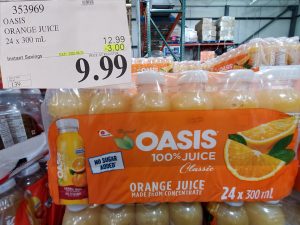 353969
OASIS
ORANGE JUICE
24 x 300 mL
12.99
Instant Savings
3.00
9.99
139
OASIS
100% JUICE
Classic
NO SUGAR
ADDED*
ORANGE JUICE
MADE FROM CONCENTRATE
24 x 300 mL